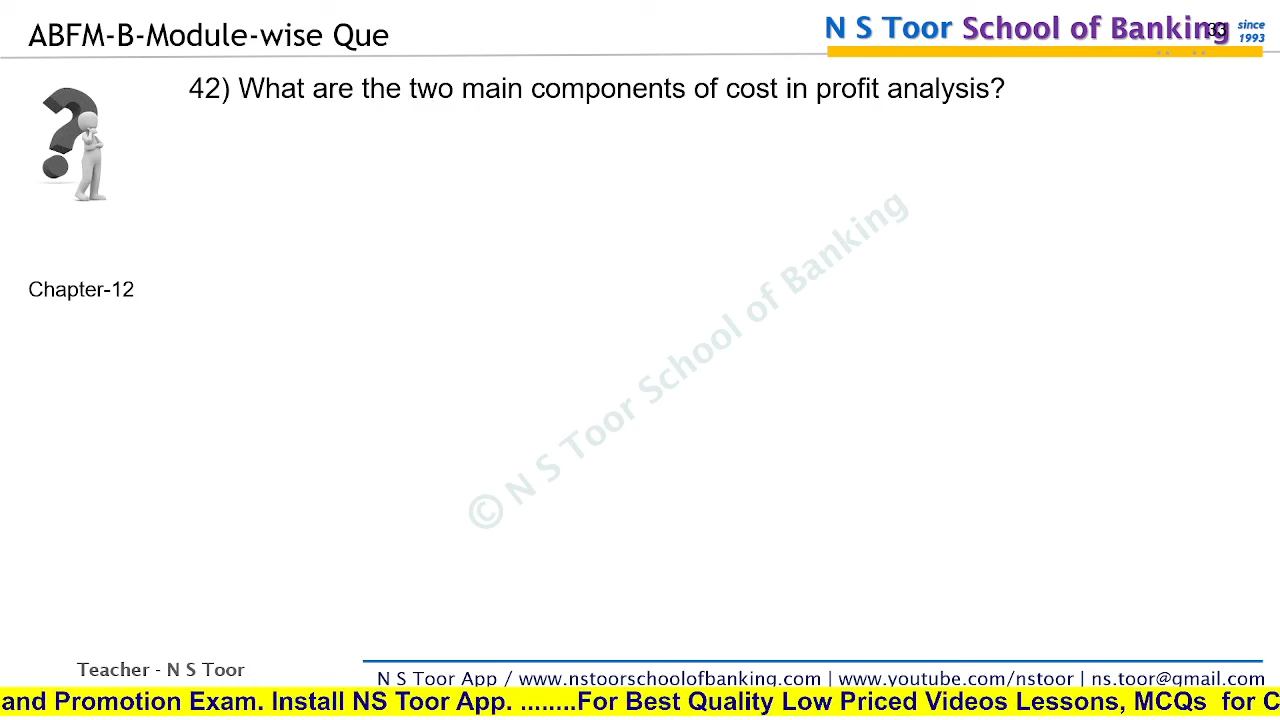 ABFM-B-Module-wise Que
N S Toor School of Banking since 1993
33
42) What are the two main components of cost in profit analysis?
Chapter-12
© N S Toor School of Banking
Teacher - N S Toor
N S Toor App / www.nstoorschoolofbanking.com | www.youtube.com/nstoor | ns.toor@gmail.com
and Promotion Exam. Install NS Toor App. ........For Best Quality Low Priced Videos Lessons, MCQs for C